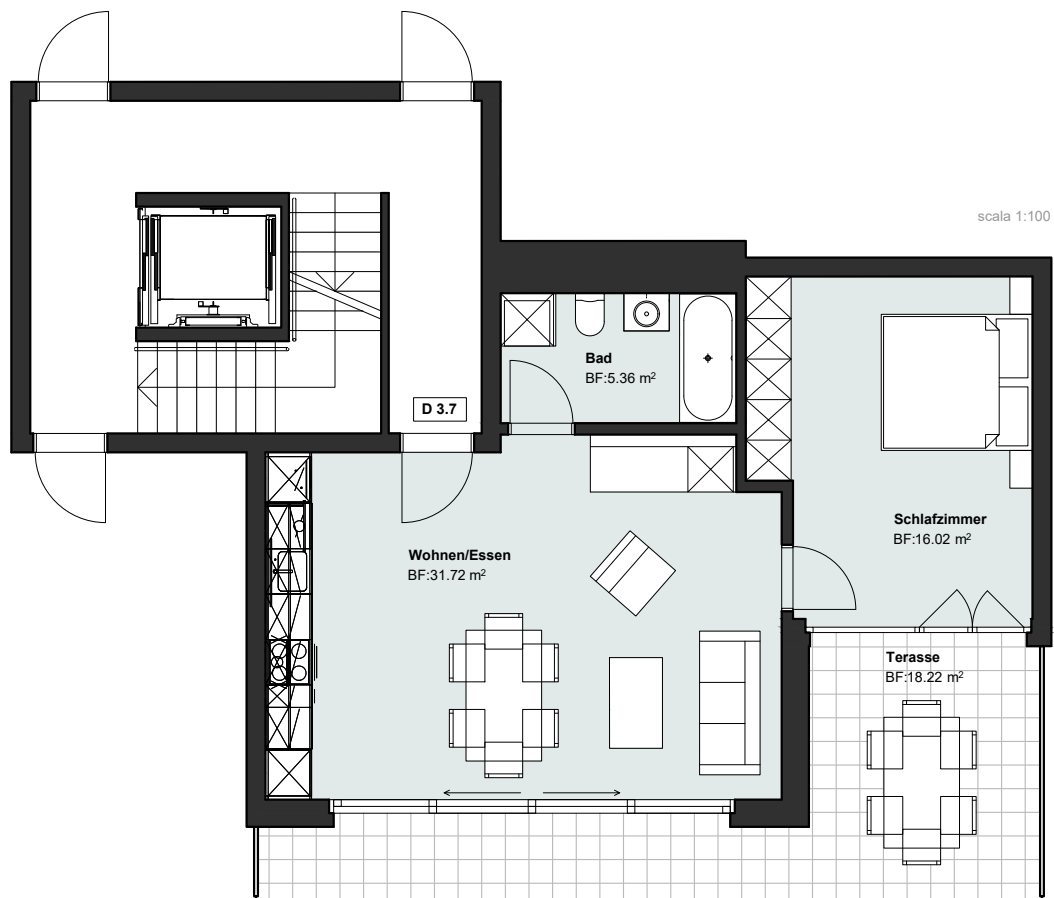 scala 1:100
Bad
BF:5.36 m²
D 3.7
Schlafzimmer
BF:16.02 m²
Wohnen/Essen
BF:31.72 m²
Terasse
BF:18.22 m²